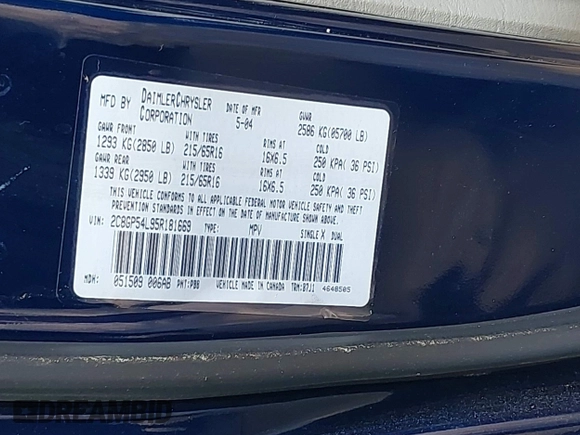 MFD BY DAIMLERCHRYSLER CORPORATION DATE OF MFR 5-04 GVWR 2586 KG(05700 LB)
GAWR FRONT WITH TIRES RIMS AT COLD
1293 KG(2850 LB) 215/65R16 16X6.5 250 KPA( 36 PSI)
GAWR REAR WITH TIRES RIMS AT COLD
1339 KG(2950 LB) 215/65R16 16X6.5 250 KPA( 36 PSI)
THIS VEHICLE CONFORMS TO ALL APPLICABLE FEDERAL MOTOR VEHICLE SAFETY AND THEFT
PREVENTION STANDARDS IN EFFECT ON THE DATE OF MANUFACTURE SHOWN ABOVE.
VIN: 2C8GP54L95R181669 TYPE: MPV SINGLE X DUAL
MDH: 051509 006AB PNT:PB8 VEHICLE MADE IN CANADA TRM:B7J1 4648505
DREAMBID